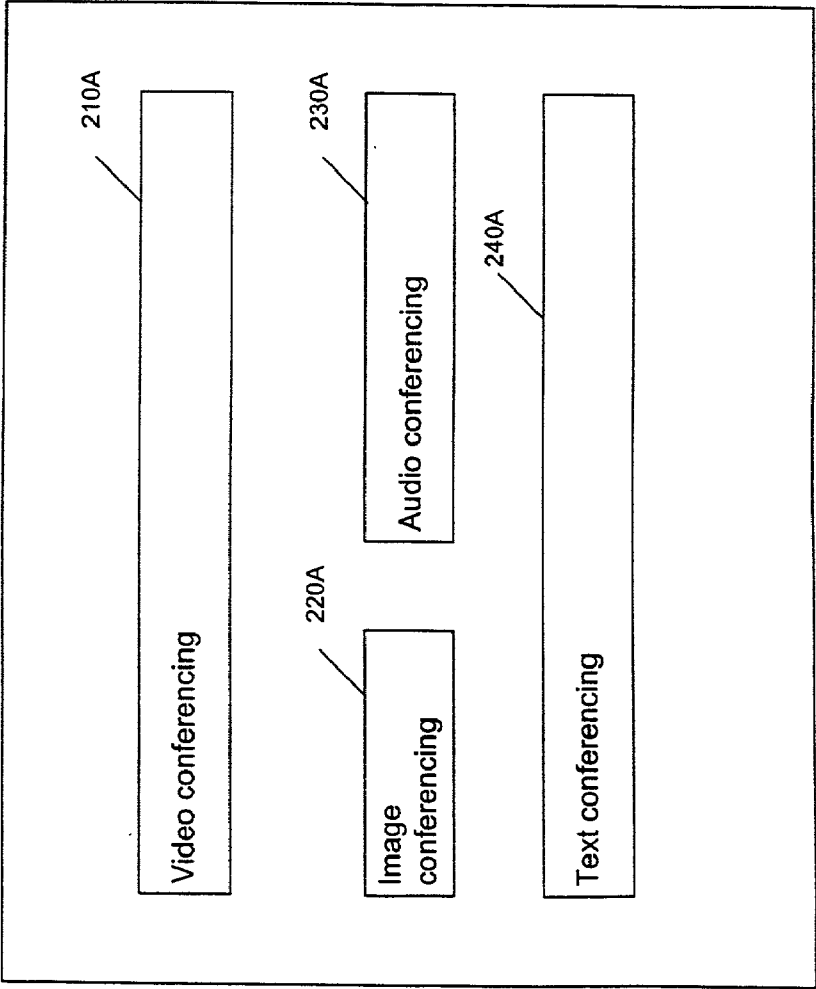 210A
Video conferencing
220A
Image
conferencing
230A
Audio conferencing
240A
Text conferencing